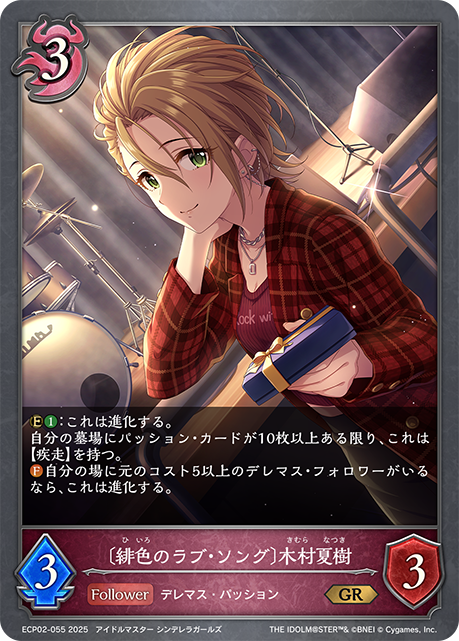 3
ock wi
E1:これは進化する。
自分の墓場にパッション・カードが10枚以上ある限り、これは
【疾走】を持つ。
F自分の場に元のコスト5以上のデレマス・フォロワーがいる
なら、これは進化する。
ひいろ きむら なつき
〔緋色のラブ・ソング〕木村夏樹
3
Follower デレマス・パッション GR
3
ECP02-055 2025 アイドルマスター シンデレラガールズ THE IDOLM@STER™& ©BNEI © Cygames, Inc.